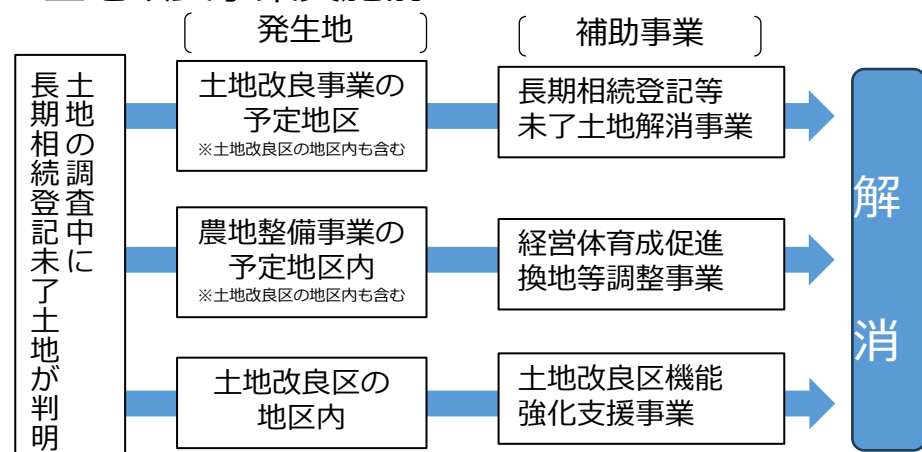 発生地
補助事業
土地の調査中に
長期相続登記未了土地が判明
土地改良事業の
予定地区
※土地改良区の地区内も含む
長期相続登記等
未了土地解消事業
農地整備事業の
予定地区内
※土地改良区の地区内も含む
経営体育成促進
換地等調整事業
土地改良区の
地区内
土地改良区機能
強化支援事業
解消